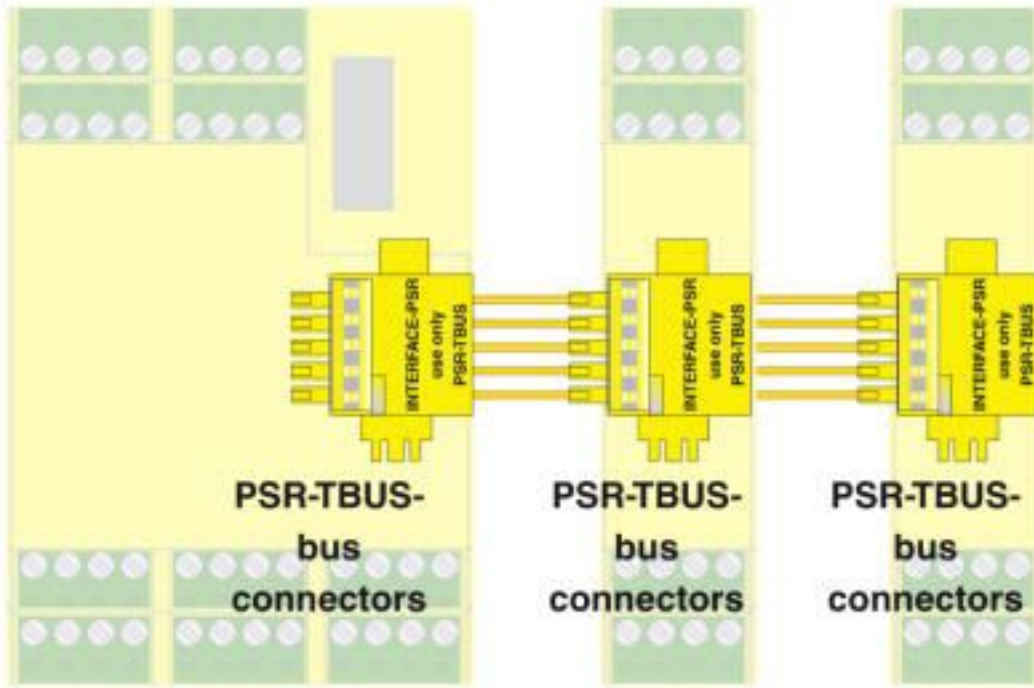 INTERFACE-PSR
use only
PSR-TBUS
INTERFACE-PSR
use only
PSR-TBUS
INTERFACE-PSR
use only
PSR-TBUS
PSR-TBUS-
bus
connectors
PSR-TBUS-
bus
connectors
PSR-TBUS-
bus
connectors